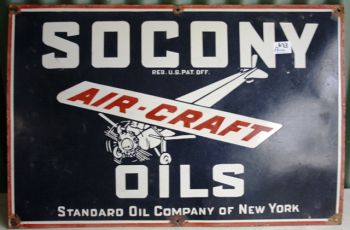 SOCONY
REG. U.S. PAT. OFF.
AIR-CRAFT
OILS
STANDARD OIL COMPANY OF NEW YORK